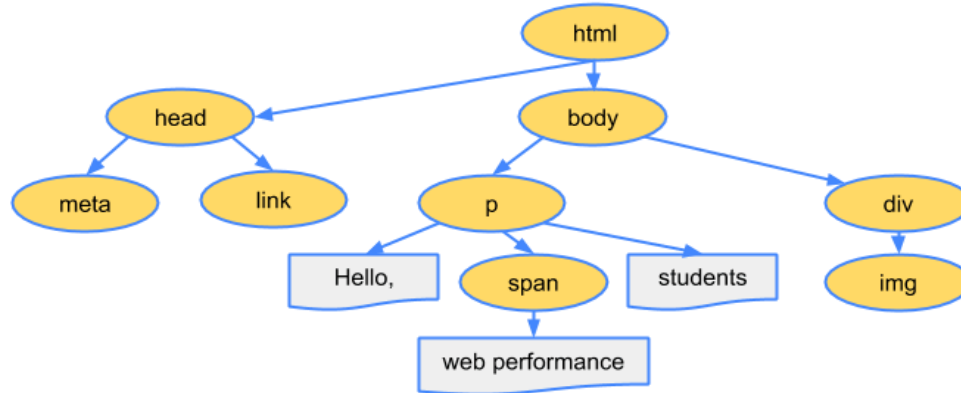 html
head
body
meta
link
p
div
Hello,
span
students
img
web performance